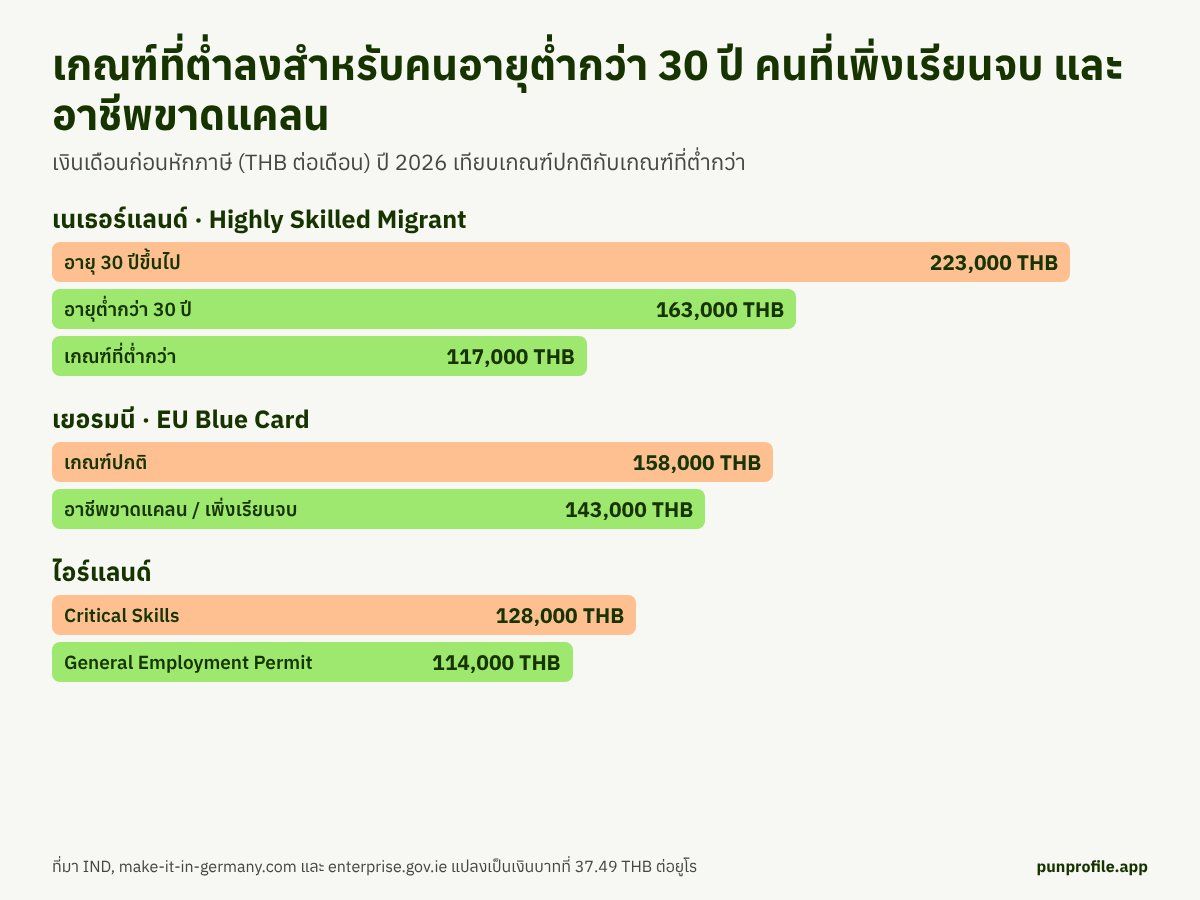 เกณฑ์ที่ต่ำลงสำหรับคนอายุต่ำกว่า 30 ปี คนที่เพิ่งเรียนจบ และ
อาชีพขาดแคลน
เงินเดือนก่อนหักภาษี (THB ต่อเดือน) ปี 2026 เทียบเกณฑ์ปกติกับเกณฑ์ที่ต่ำกว่า
เนเธอร์แลนด์ · Highly Skilled Migrant
อายุ 30 ปีขึ้นไป 223,000 THB
อายุต่ำกว่า 30 ปี 163,000 THB
เกณฑ์ที่ต่ำกว่า 117,000 THB
เยอรมนี · EU Blue Card
เกณฑ์ปกติ 158,000 THB
อาชีพขาดแคลน / เพิ่งเรียนจบ 143,000 THB
ไอร์แลนด์
Critical Skills 128,000 THB
General Employment Permit 114,000 THB
ที่มา IND, make-it-in-germany.com และ enterprise.gov.ie แปลงเป็นเงินบาทที่ 37.49 THB ต่อยูโร
punprofile.app